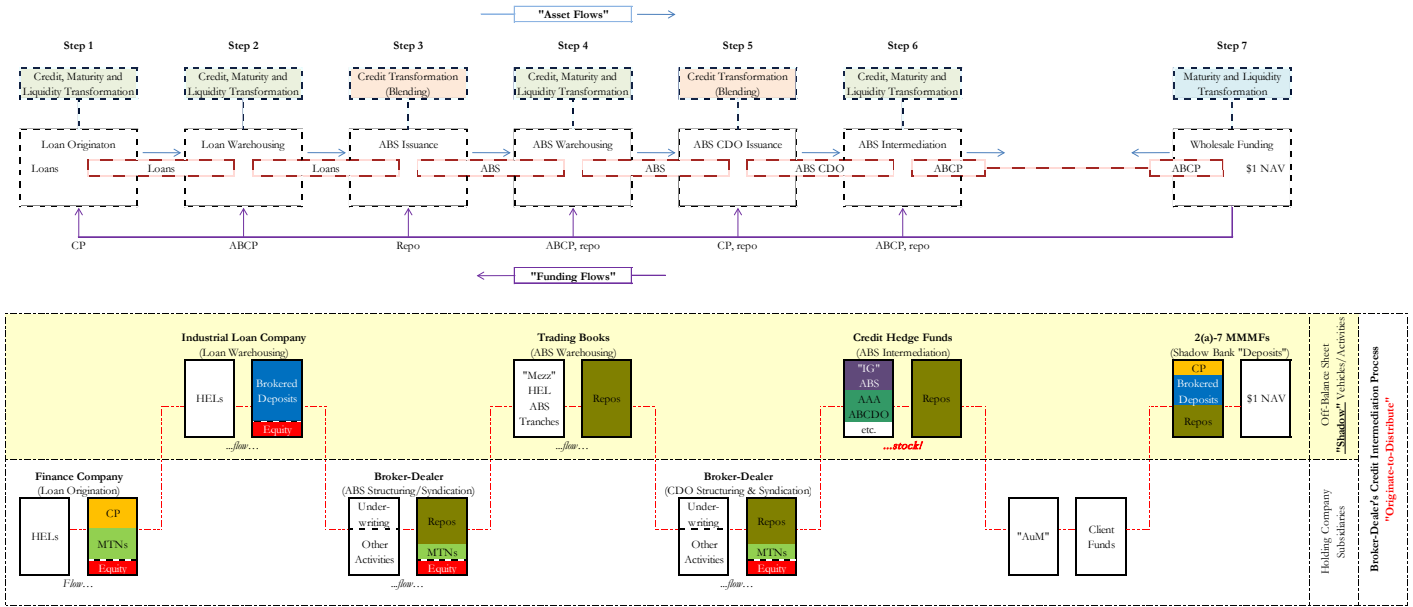 "Asset Flows"
Step 1
Step 2
Step 3
Step 4
Step 5
Step 6
Step 7
Credit, Maturity and
Liquidity Transformation
Credit, Maturity and
Liquidity Transformation
Credit Transformation
(Blending)
Credit, Maturity and
Liquidity Transformation
Credit Transformation
(Blending)
Credit, Maturity and
Liquidity Transformation
Maturity and Liquidity
Transformation
Loan Originaton
Loan Warehousing
ABS Issuance
ABS Warehousing
ABS CDO Issuance
ABS Intermediation
Wholesale Funding
Loans
Loans
Loans
ABS
ABS
ABS CDO
ABCP
ABCP
$1 NAV
CP
ABCP
Repo
ABCP, repo
CP, repo
ABCP, repo
"Funding Flows"
Industrial Loan Company
(Loan Warehousing)
HELs
Brokered
Deposits
Equity
...flow...
Trading Books
(ABS Warehousing)
"Mezz"
HEL
ABS
Tranches
Repos
...flow...
Credit Hedge Funds
(ABS Intermediation)
"IG"
ABS
AAA
ABCDO
etc.
Repos
...stock!
2(a)-7 MMMFs
(Shadow Bank "Deposits")
CP
Brokered
Deposits
Repos
$1 NAV
Off-Balance Sheet
"Shadow" Vehicles/Activities
Finance Company
(Loan Origination)
HELs
CP
MTNs
Equity
Flow...
Broker-Dealer
(ABS Structuring/Syndication)
Under-
writing
Other
Activities
Repos
MTNs
Equity
...flow...
Broker-Dealer
(CDO Structuring & Syndication)
Under-
writing
Other
Activities
Repos
MTNs
Equity
...flow...
"AuM"
Client
Funds
Holding Company
Subsidiaries
Broker-Dealer's Credit Intermediation Process
"Originate-to-Distribute"